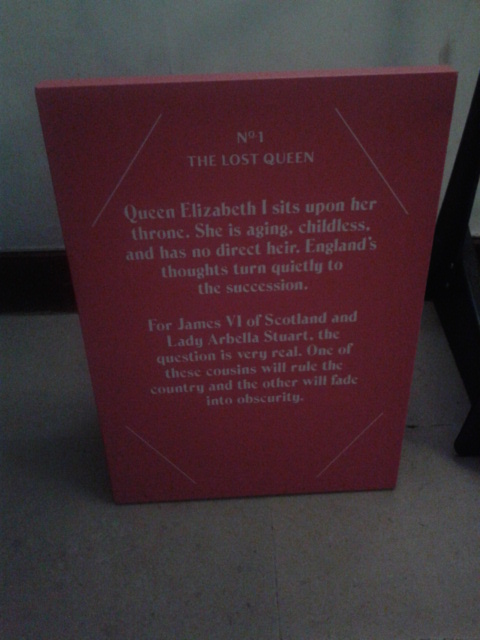 Nº1
THE LOST QUEEN
Queen Elizabeth I sits upon her
throne. She is aging, childless,
and has no direct heir. England's
thoughts turn quietly to
the succession.
For James VI of Scotland and
Lady Arbella Stuart, the
question is very real. One of
these cousins will rule the
country and the other will fade
into obscurity.